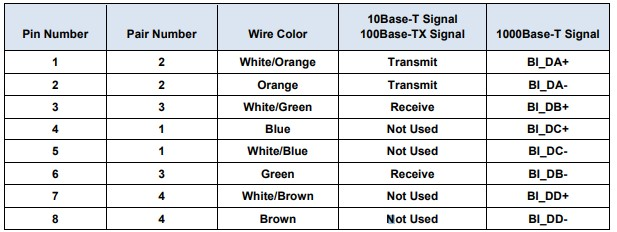 Pin Number Pair Number Wire Color 10Base-T Signal 100Base-TX Signal 1000Base-T Signal
1 2 White/Orange Transmit BI_DA+
2 2 Orange Transmit BI_DA-
3 3 White/Green Receive BI_DB+
4 1 Blue Not Used BI_DC+
5 1 White/Blue Not Used BI_DC-
6 3 Green Receive BI_DB-
7 4 White/Brown Not Used BI_DD+
8 4 Brown Not Used BI_DD-